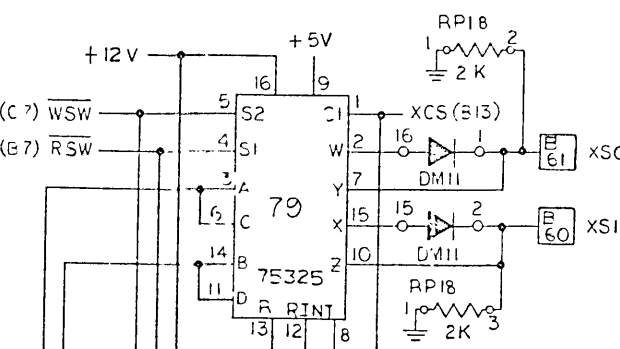 RP18
1 2
2K
+12V +5V
16 9
(C7) WSW 5 S2 C1 1 XCS (B13)
(B7) RSW 4 S1 W 2 16 1 B 61
DM11
3 A Y 7
79
6 C X 15 15 2 B 60 XS1
DM11
14 B Z 10
75325
11 D
RP18
R RINT 1 3
2K
13 12 8